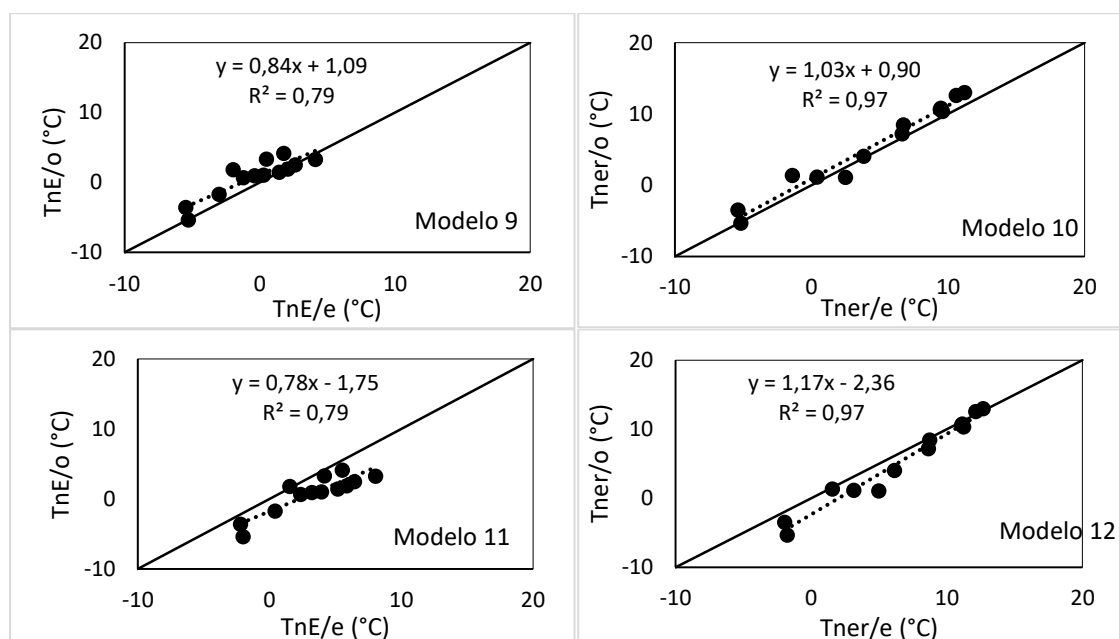 20
y = 0,84x + 1,09
R² = 0,79
10
TnE/o (°C)
0
Modelo 9
-10
-10 0 10 20
TnE/e (°C)
20
y = 1,03x + 0,90
R² = 0,97
10
Tner/o (°C)
0
Modelo 10
-10
-10 0 10 20
Tner/e (°C)
20
y = 0,78x - 1,75
R² = 0,79
10
TnE/o (°C)
0
Modelo 11
-10
-10 0 10 20
TnE/e (°C)
20
y = 1,17x - 2,36
R² = 0,97
10
Tner/o (°C)
0
Modelo 12
-10
-10 0 10 20
Tner/e (°C)